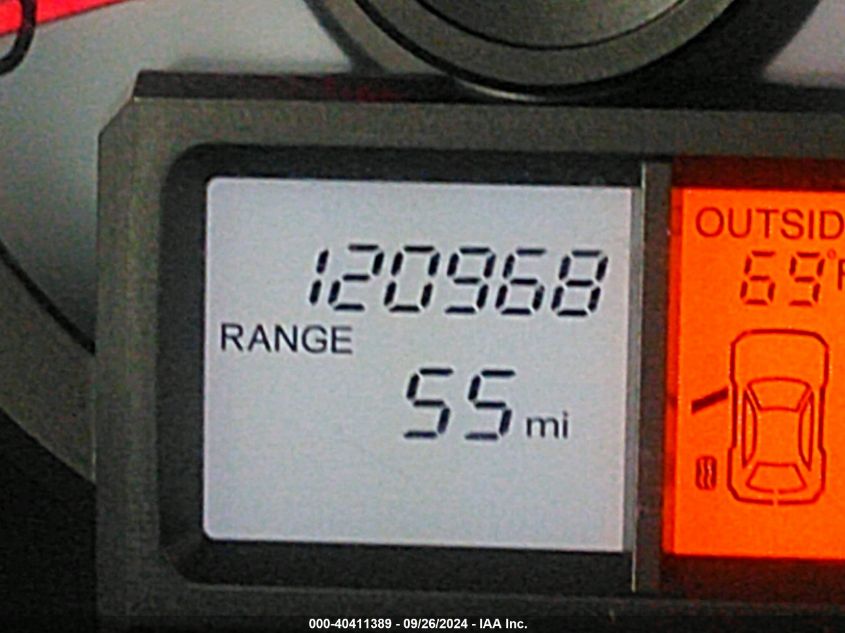 120968
RANGE
55 mi
OUTSID
69°F
000-40411389 - 09/26/2024 - IAA Inc.